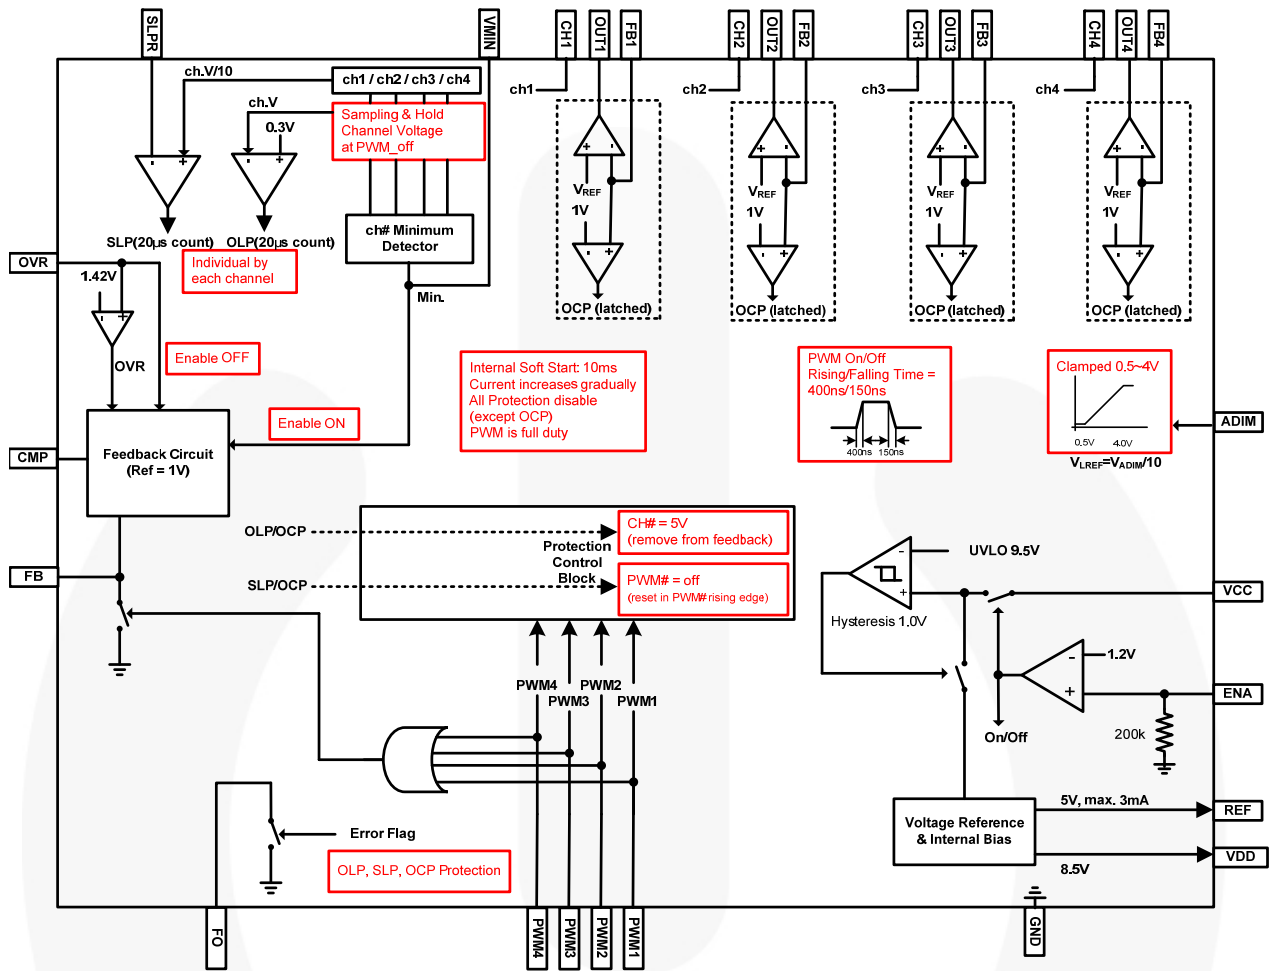 SLPR
VMIN
CH1
OUT1
FB1
CH2
OUT2
FB2
CH3
OUT3
FB3
CH4
OUT4
FB4
ch.V/10
ch1 / ch2 / ch3 / ch4
ch1
ch2
ch3
ch4
ch.V
0.3V
Sampling & Hold
Channel Voltage
at PWM_off
- +
- +
- +
- +
- +
- +
VREF
VREF
VREF
VREF
1V
1V
1V
1V
- +
- +
- +
- +
SLP(20µs count)
OLP(20µs count)
ch# Minimum
Detector
OVR
Individual by
each channel
1.42V
Min.
OCP (latched)
OCP (latched)
OCP (latched)
OCP (latched)
- +
OVR
Enable OFF
Internal Soft Start: 10ms
Current increases gradually
All Protection disable
(except OCP)
PWM is full duty
PWM On/Off
Rising/Falling Time =
400ns/150ns
400ns 150ns
Clamped 0.5~4V
0.5V 4.0V
VLREF=VADIM/10
ADIM
Enable ON
CMP
Feedback Circuit
(Ref = 1V)
OLP/OCP
CH# = 5V
(remove from feedback)
Protection
Control
Block
UVLO 9.5V
-
+
FB
SLP/OCP
PWM# = off
(reset in PWM# rising edge)
VCC
Hysteresis 1.0V
1.2V
-
+
PWM4
PWM2
PWM3
PWM1
ENA
On/Off
200k
Voltage Reference
& Internal Bias
5V, max. 3mA
REF
Error Flag
VDD
8.5V
OLP, SLP, OCP Protection
FO
PWM4
PWM3
PWM2
PWM1
GND